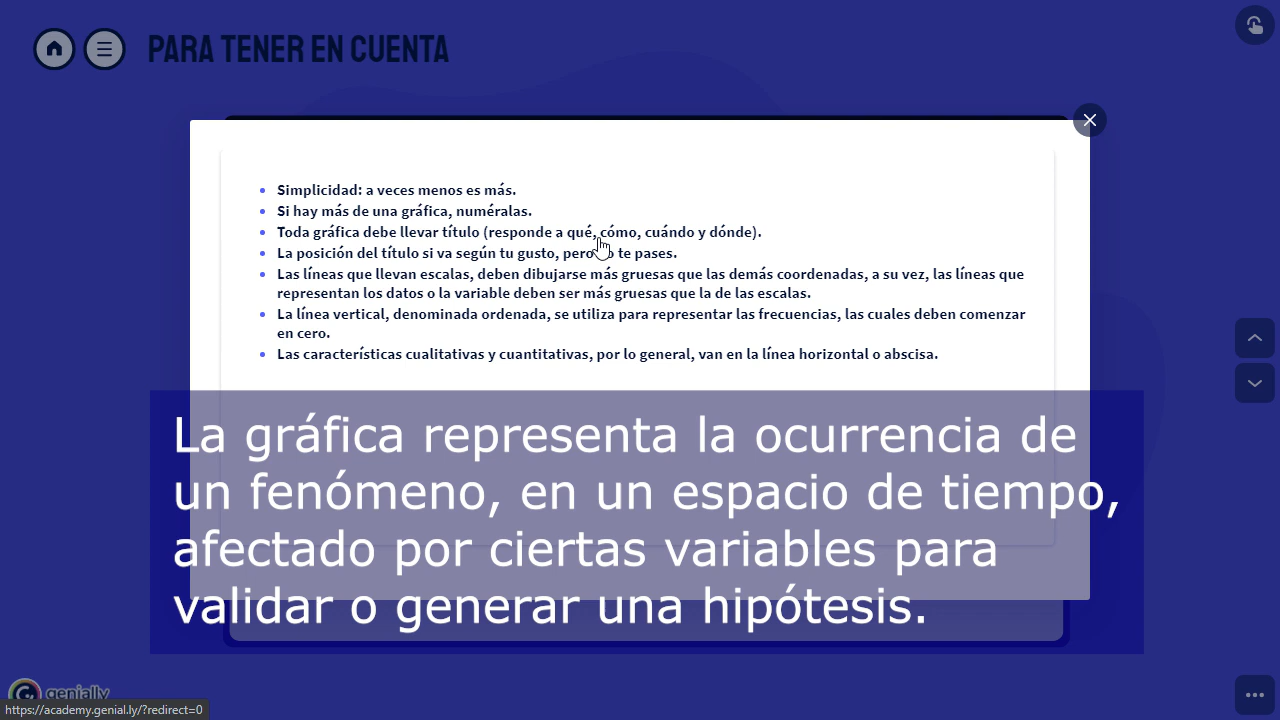 PARA TENER EN CUENTA
Simplicidad: a veces menos es más.
Si hay más de una gráfica, numéralas.
Toda gráfica debe llevar título (responde a qué, cómo, cuándo y dónde).
La posición del título si va según tu gusto, pero te pases.
Las líneas que llevan escalas, deben dibujarse más gruesas que las demás coordenadas, a su vez, las líneas que
representan los datos o la variable deben ser más gruesas que la de las escalas.
La línea vertical, denominada ordenada, se utiliza para representar las frecuencias, las cuales deben comenzar
en cero.
Las características cualitativas y cuantitativas, por lo general, van en la línea horizontal o abscisa.
La gráfica representa la ocurrencia de
un fenómeno, en un espacio de tiempo,
afectado por ciertas variables para
validar o generar una hipótesis.
genially
https://academy.genial.ly/?redirect=0